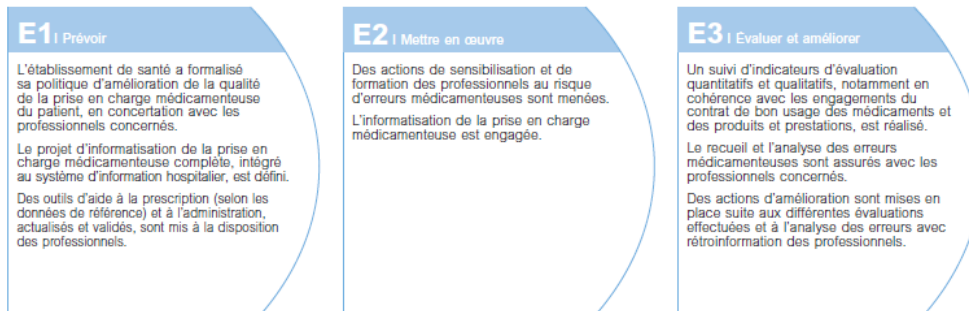 E1 | Prévoir
L'établissement de santé a formalisé
sa politique d'amélioration de la qualité
de la prise en charge médicamenteuse
du patient, en concertation avec les
professionnels concernés.
Le projet d'informatisation de la prise en
charge médicamenteuse complète, intégré
au système d'information hospitalier, est défini.
Des outils d'aide à la prescription (selon les
données de référence) et à l'administration,
actualisés et validés, sont mis à la disposition
des professionnels.
E2 | Mettre en œuvre
Des actions de sensibilisation et de
formation des professionnels au risque
d'erreurs médicamenteuses sont menées.
L'informatisation de la prise en charge
médicamenteuse est engagée.
E3 | Évaluer et améliorer
Un suivi d'indicateurs d'évaluation
quantitatifs et qualitatifs, notamment en
cohérence avec les engagements du
contrat de bon usage des médicaments et
des produits et prestations, est réalisé.
Le recueil et l'analyse des erreurs
médicamenteuses sont assurés avec les
professionnels concernés.
Des actions d'amélioration sont mises en
place suite aux différentes évaluations
effectuées et à l'analyse des erreurs avec
rétroinformation des professionnels.